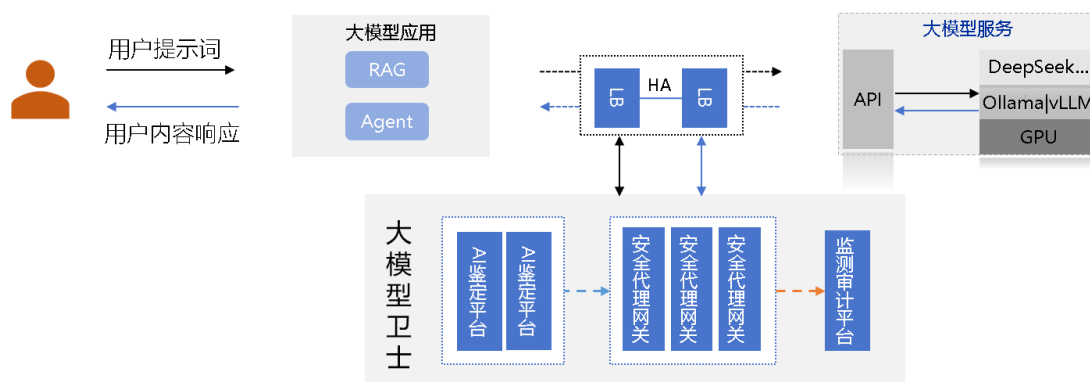 用户提示词
用户内容响应
大模型应用
RAG
Agent
LB
HA
LB
大模型服务
API
DeepSeek...
Ollama|vLLM
GPU
大模型卫士
AI鉴定平台
AI鉴定平台
安全代理网关
安全代理网关
安全代理网关
监测审计平台